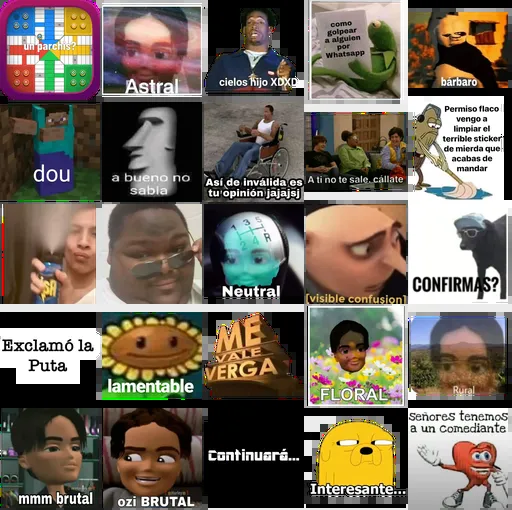 un parchis?
Astral
cielos hijo XDXD
como
golpear
a alguien
por
Whatsapp
barbaro
dou
a bueno no
sabia
Así de inválida es
tu opinión jajajsj
A ti no te sale, cállate
Permiso flaco
vengo a
limpiar el
terrible sticker
de mierda que
acabas de
mandar
Neutral
[visible confusion]
CONFIRMAS?
Exclamó la
Puta
lamentable
ME
VALE
VERGA
FLORAL
Rural
mmm brutal
ozi BRUTAL
Continuará...
Interesante...
señores tenemos
a un comediante